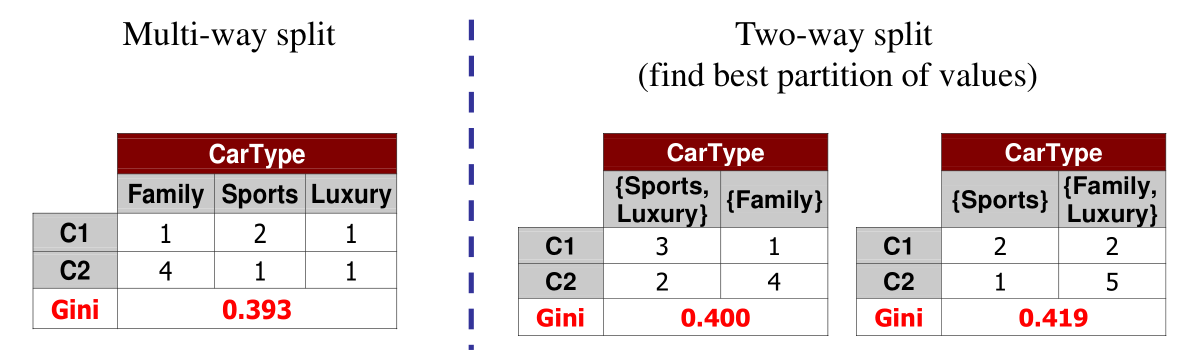 Multi-way split
CarType
Family Sports Luxury
C1 1 2 1
C2 4 1 1
Gini 0.393
Two-way split
(find best partition of values)
CarType
{Sports,
Luxury} {Family}
C1 3 1
C2 2 4
Gini 0.400
CarType
{Sports} {Family,
Luxury}
C1 2 2
C2 1 5
Gini 0.419